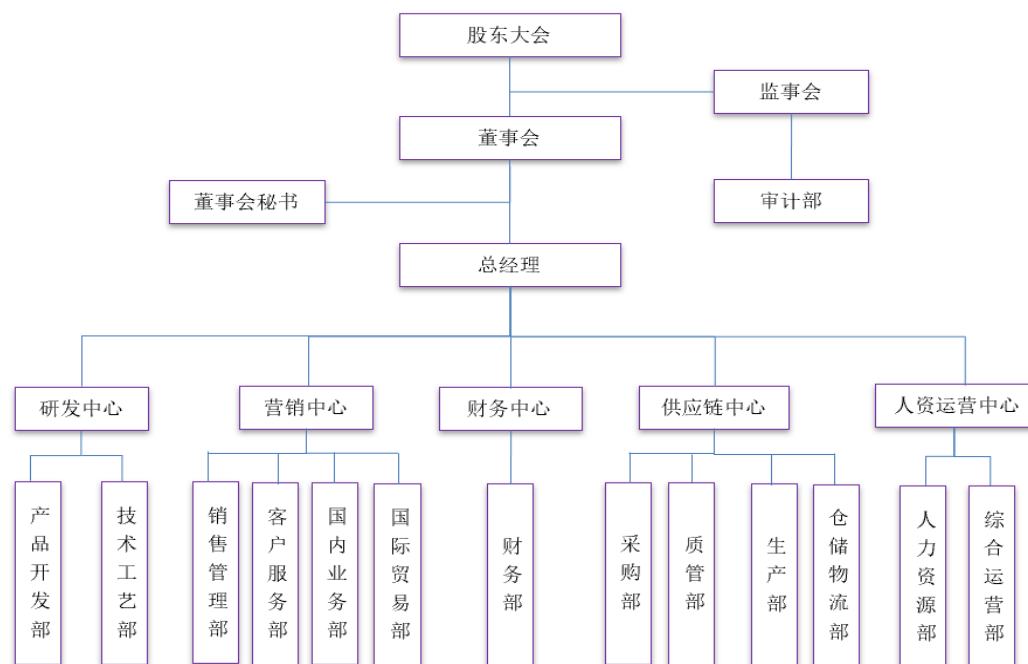 股东大会
监事会
董事会
董事会秘书
审计部
总经理
研发中心
营销中心
财务中心
供应链中心
人资运营中心
产品开发部
技术工艺部
销售管理部
客户服务部
国内业务部
国际贸易部
财务部
采购部
质管部
生产部
仓储物流部
人力资源部
综合运营部